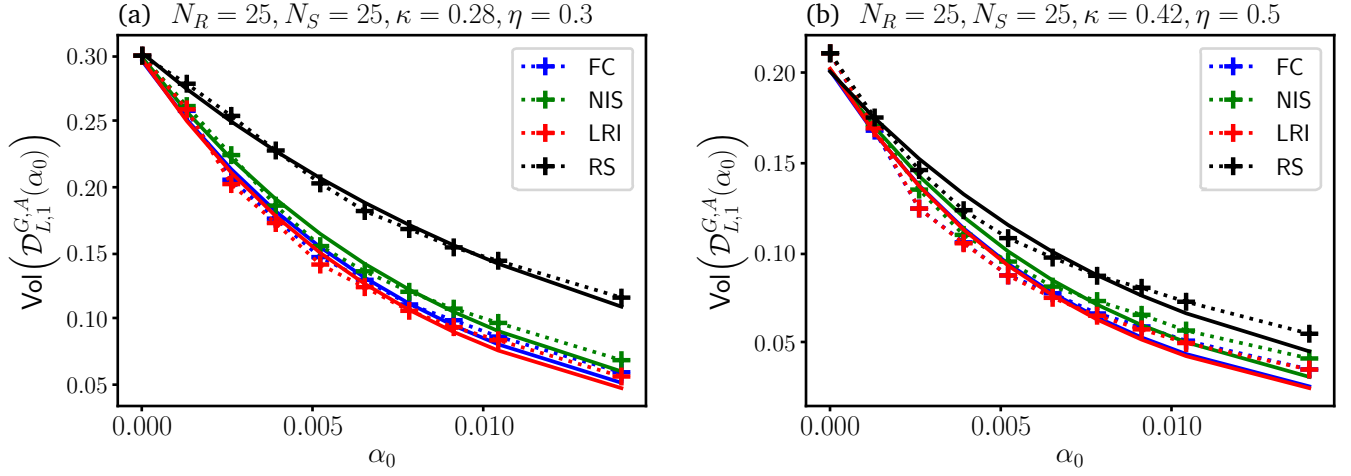 (a) N_R = 25, N_S = 25, κ = 0.28, η = 0.3
Vol(𝒟_{L,1}^{G,A}(α_0))
0.30
0.25
0.20
0.15
0.10
0.05
FC
NIS
LRI
RS
0.000
0.005
0.010
α_0
(b) N_R = 25, N_S = 25, κ = 0.42, η = 0.5
Vol(𝒟_{L,1}^{G,A}(α_0))
0.20
0.15
0.10
0.05
FC
NIS
LRI
RS
0.000
0.005
0.010
α_0